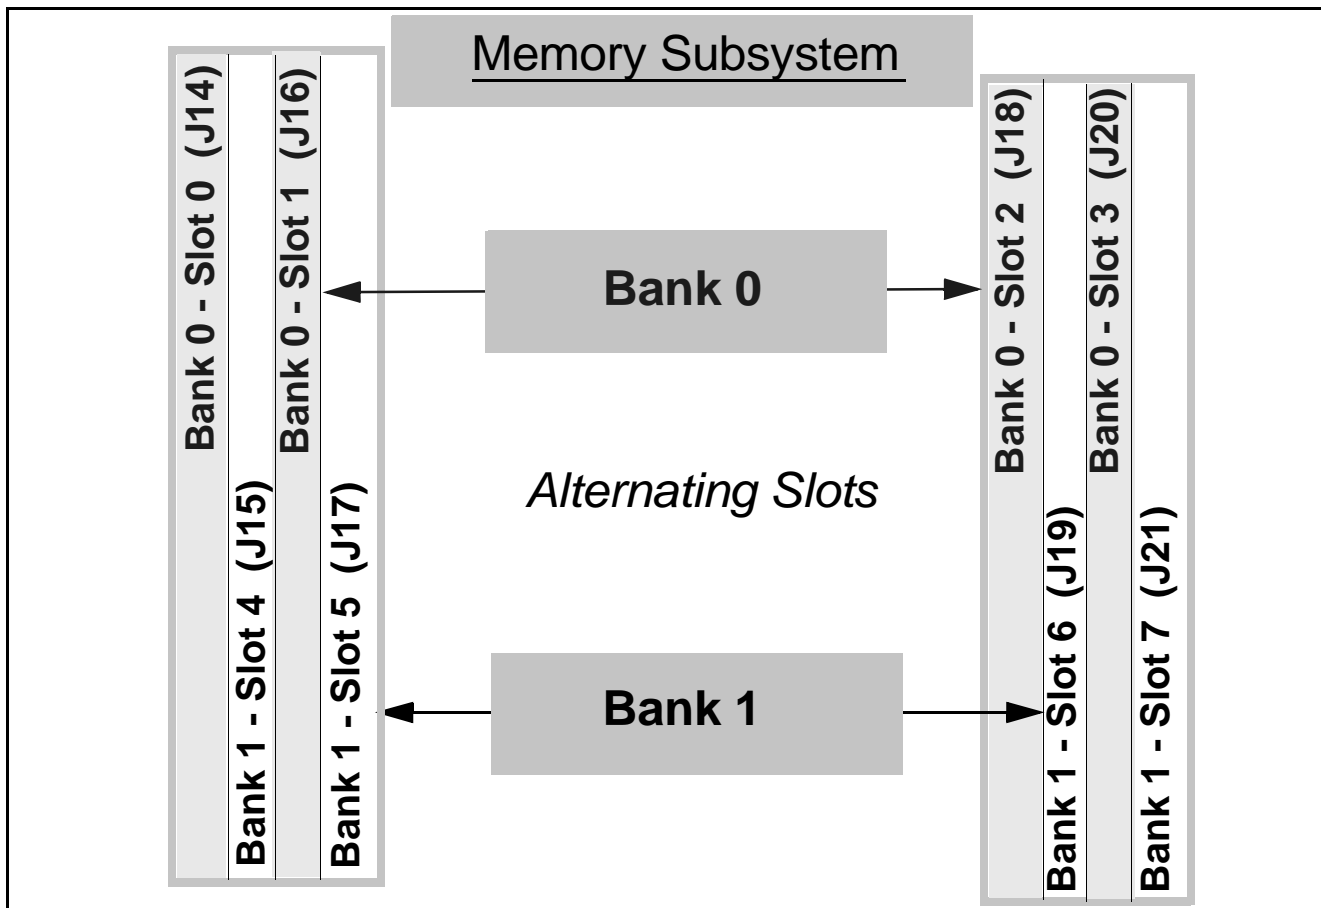 Memory Subsystem
Bank 0 - Slot 0 (J14)
Bank 1 - Slot 4 (J15)
Bank 0 - Slot 1 (J16)
Bank 1 - Slot 5 (J17)
Bank 0
Alternating Slots
Bank 1
Bank 0 - Slot 2 (J18)
Bank 1 - Slot 6 (J19)
Bank 0 - Slot 3 (J20)
Bank 1 - Slot 7 (J21)